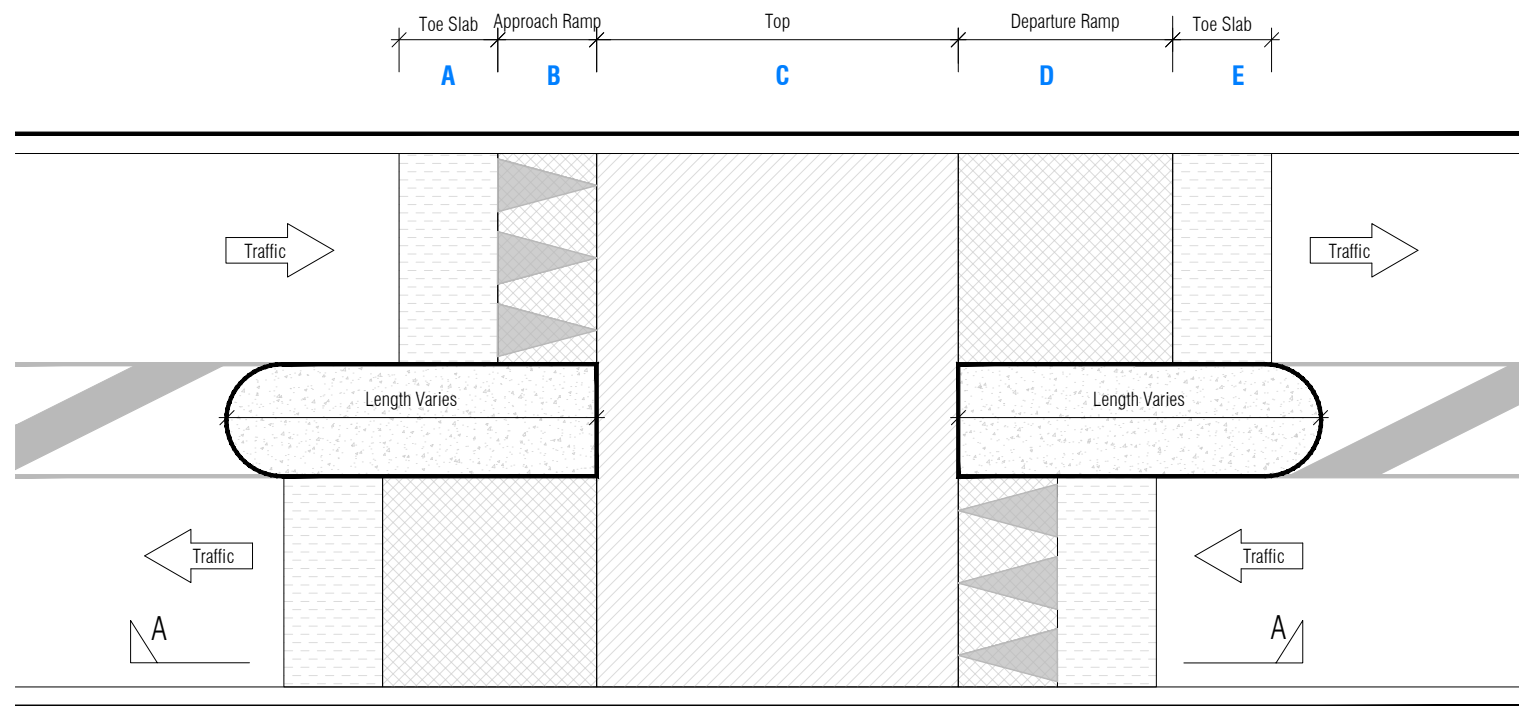 Toe Slab
Approach Ramp
Top
Departure Ramp
Toe Slab
A
B
C
D
E
Traffic
Traffic
Length Varies
Length Varies
Traffic
Traffic
A
A